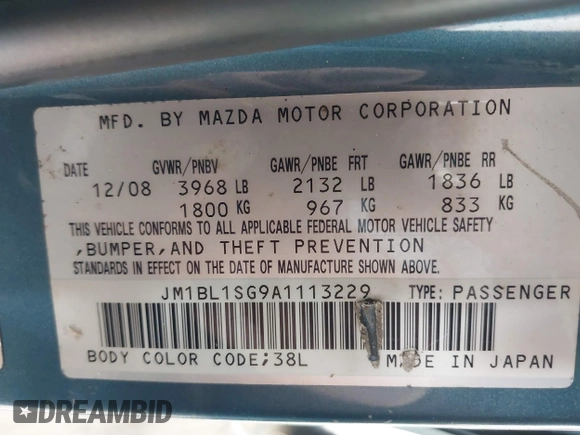 MFD. BY MAZDA MOTOR CORPORATION
DATE GVWR/PNBV GAWR/PNBE FRT GAWR/PNBE RR
12/08 3968 LB 2132 LB 1836 LB
1800 KG 967 KG 833 KG
THIS VEHICLE CONFORMS TO ALL APPLICABLE FEDERAL MOTOR VEHICLE SAFETY
,BUMPER,AND THEFT PREVENTION
STANDARDS IN EFFECT ON THE DATE OF MANUFACTURE SHOWN ABOVE.
JM1BL1SG9A1113229 TYPE: PASSENGER
BODY COLOR CODE;38L MADE IN JAPAN
DREAMBID